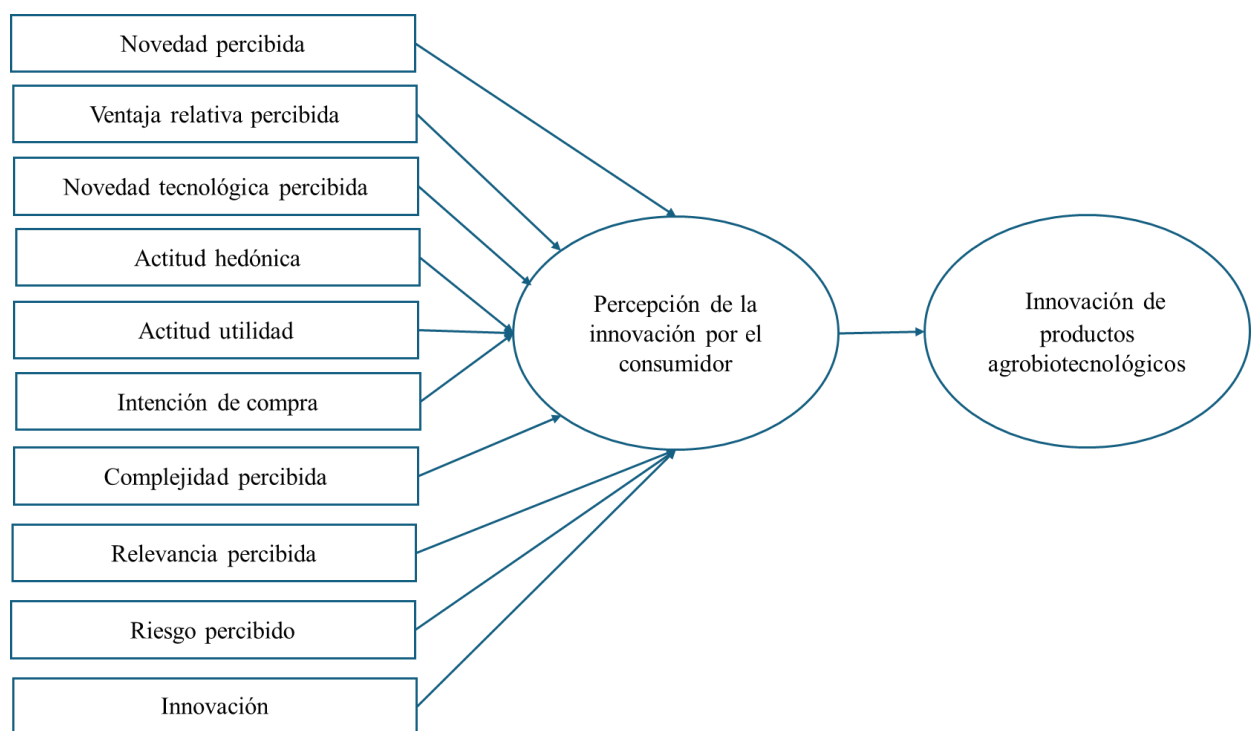 Novedad percibida
Ventaja relativa percibida
Novedad tecnológica percibida
Actitud hedónica
Actitud utilidad
Intención de compra
Complejidad percibida
Relevancia percibida
Riesgo percibido
Innovación
Percepción de la
innovación por el
consumidor
Innovación de
productos
agrobiotecnológicos